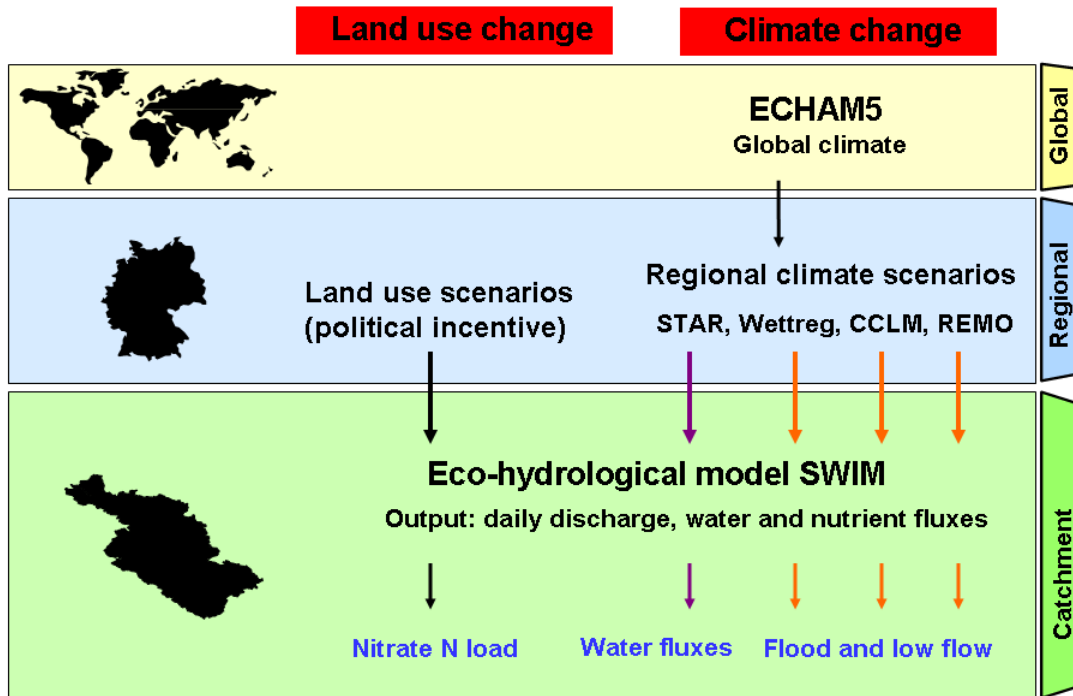 Land use change
Climate change
ECHAM5
Global climate
Global
Regional climate scenarios
Land use scenarios
(political incentive)
STAR, Wettreg, CCLM, REMO
Regional
Eco-hydrological model SWIM
Output: daily discharge, water and nutrient fluxes
Nitrate N load
Water fluxes
Flood and low flow
Catchment